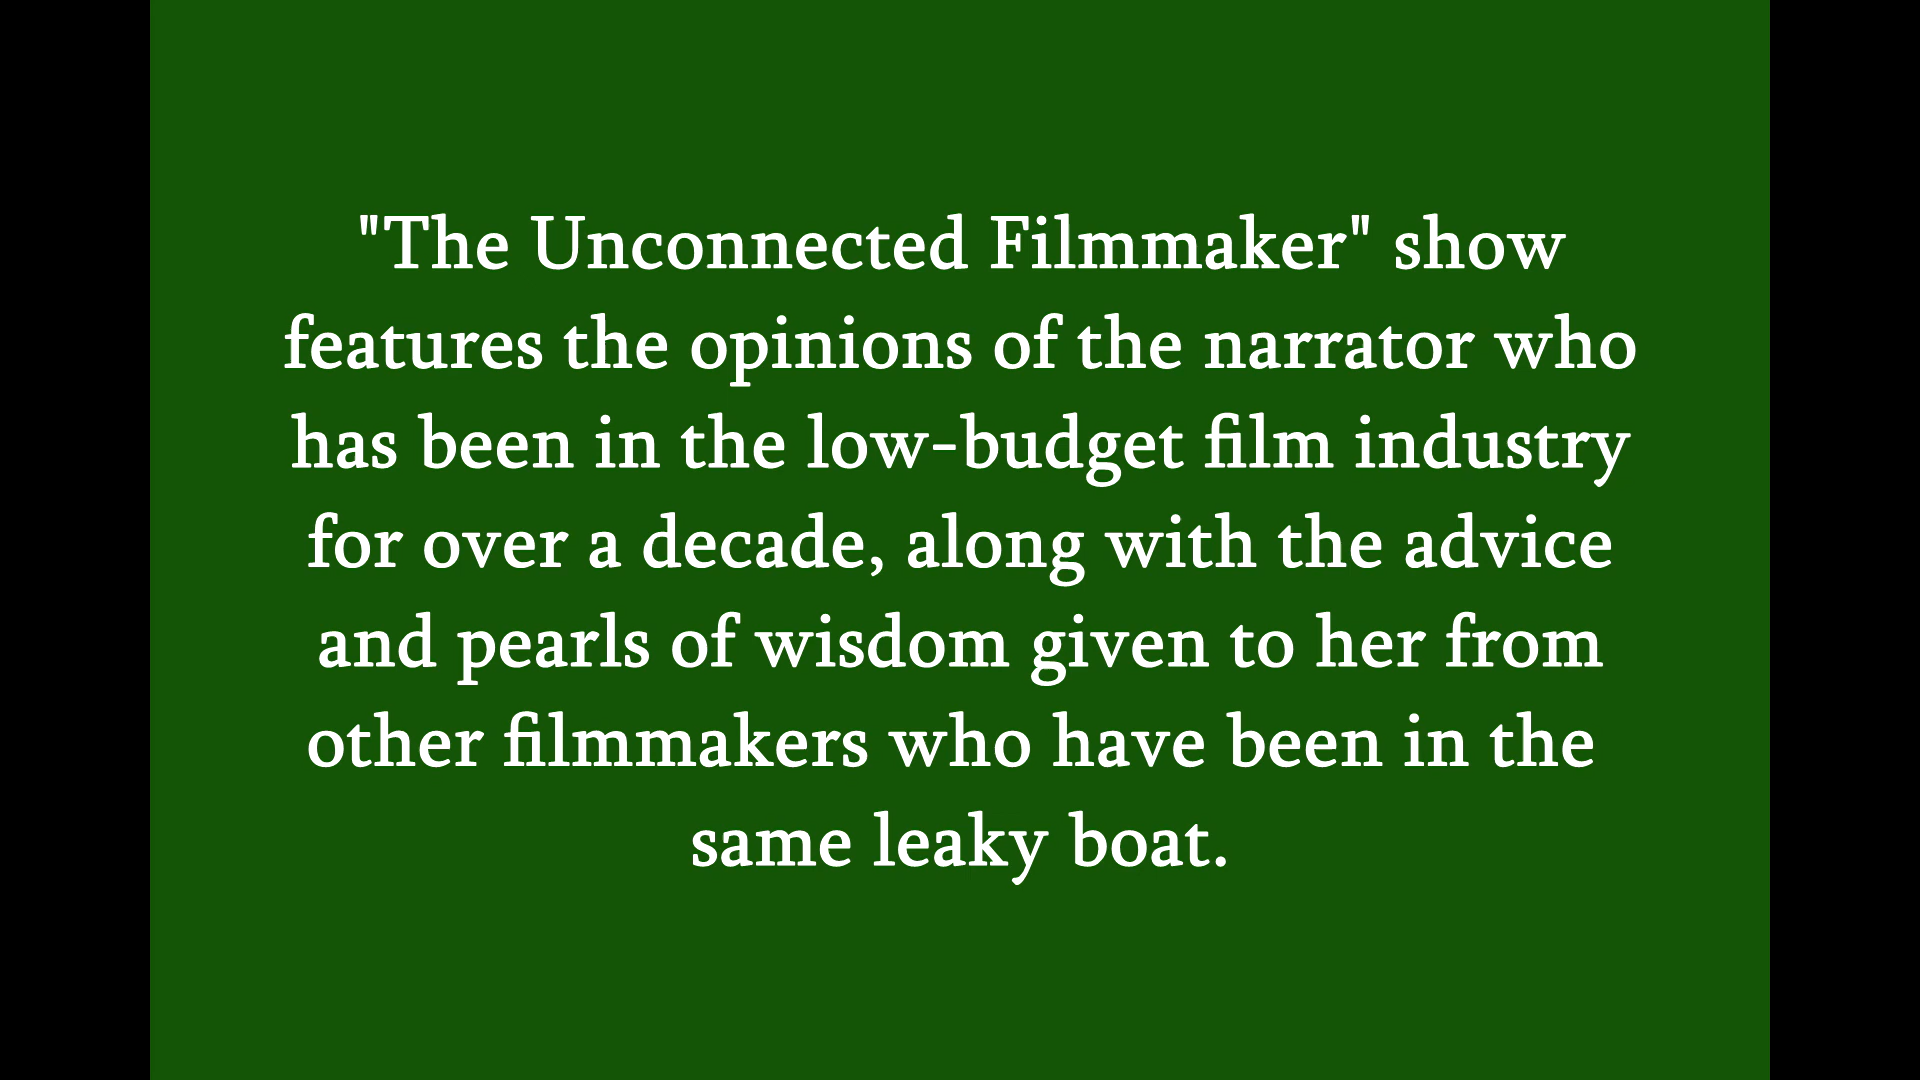 "The Unconnected Filmmaker" show
features the opinions of the narrator who
has been in the low-budget film industry
for over a decade, along with the advice
and pearls of wisdom given to her from
other filmmakers who have been in the
same leaky boat.